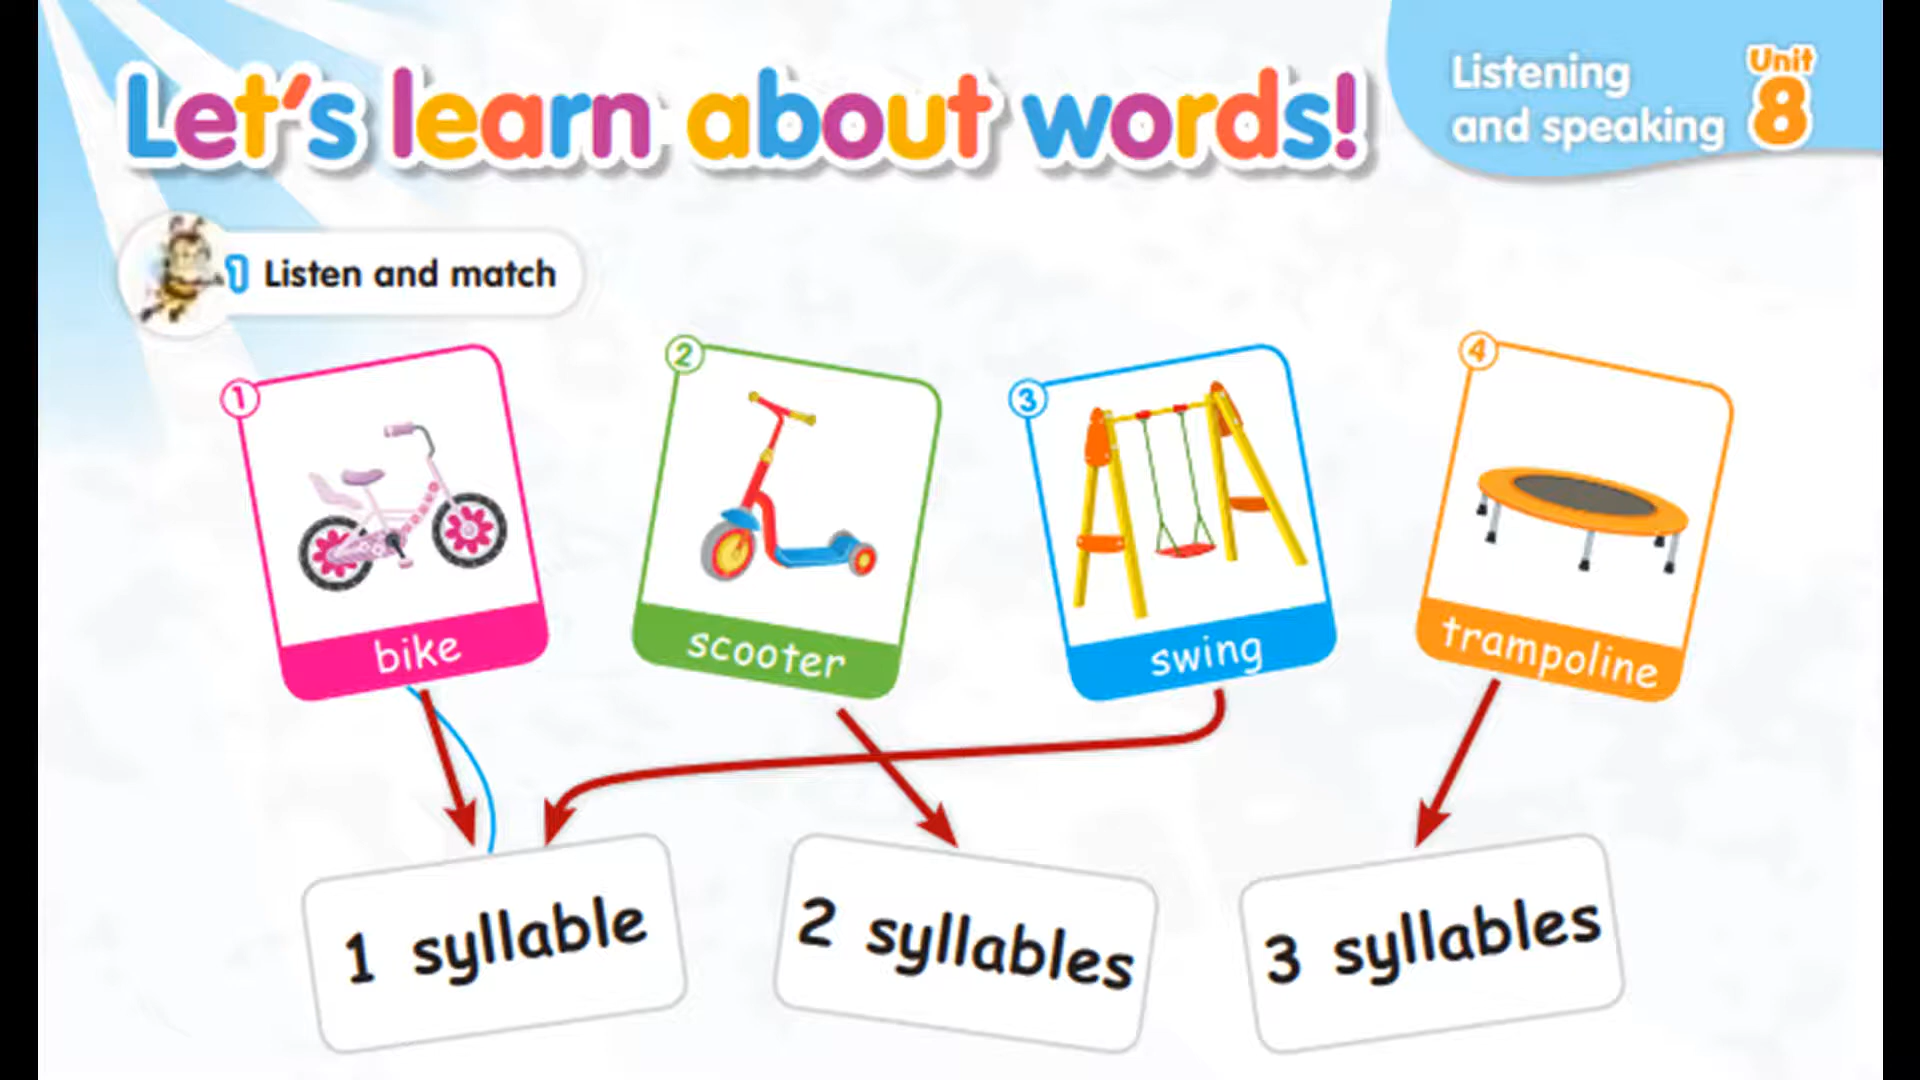 Let's learn about words!
Listening
and speaking
Unit
8
1 Listen and match
1
bike
2
scooter
3
swing
4
trampoline
1 syllable
2 syllables
3 syllables